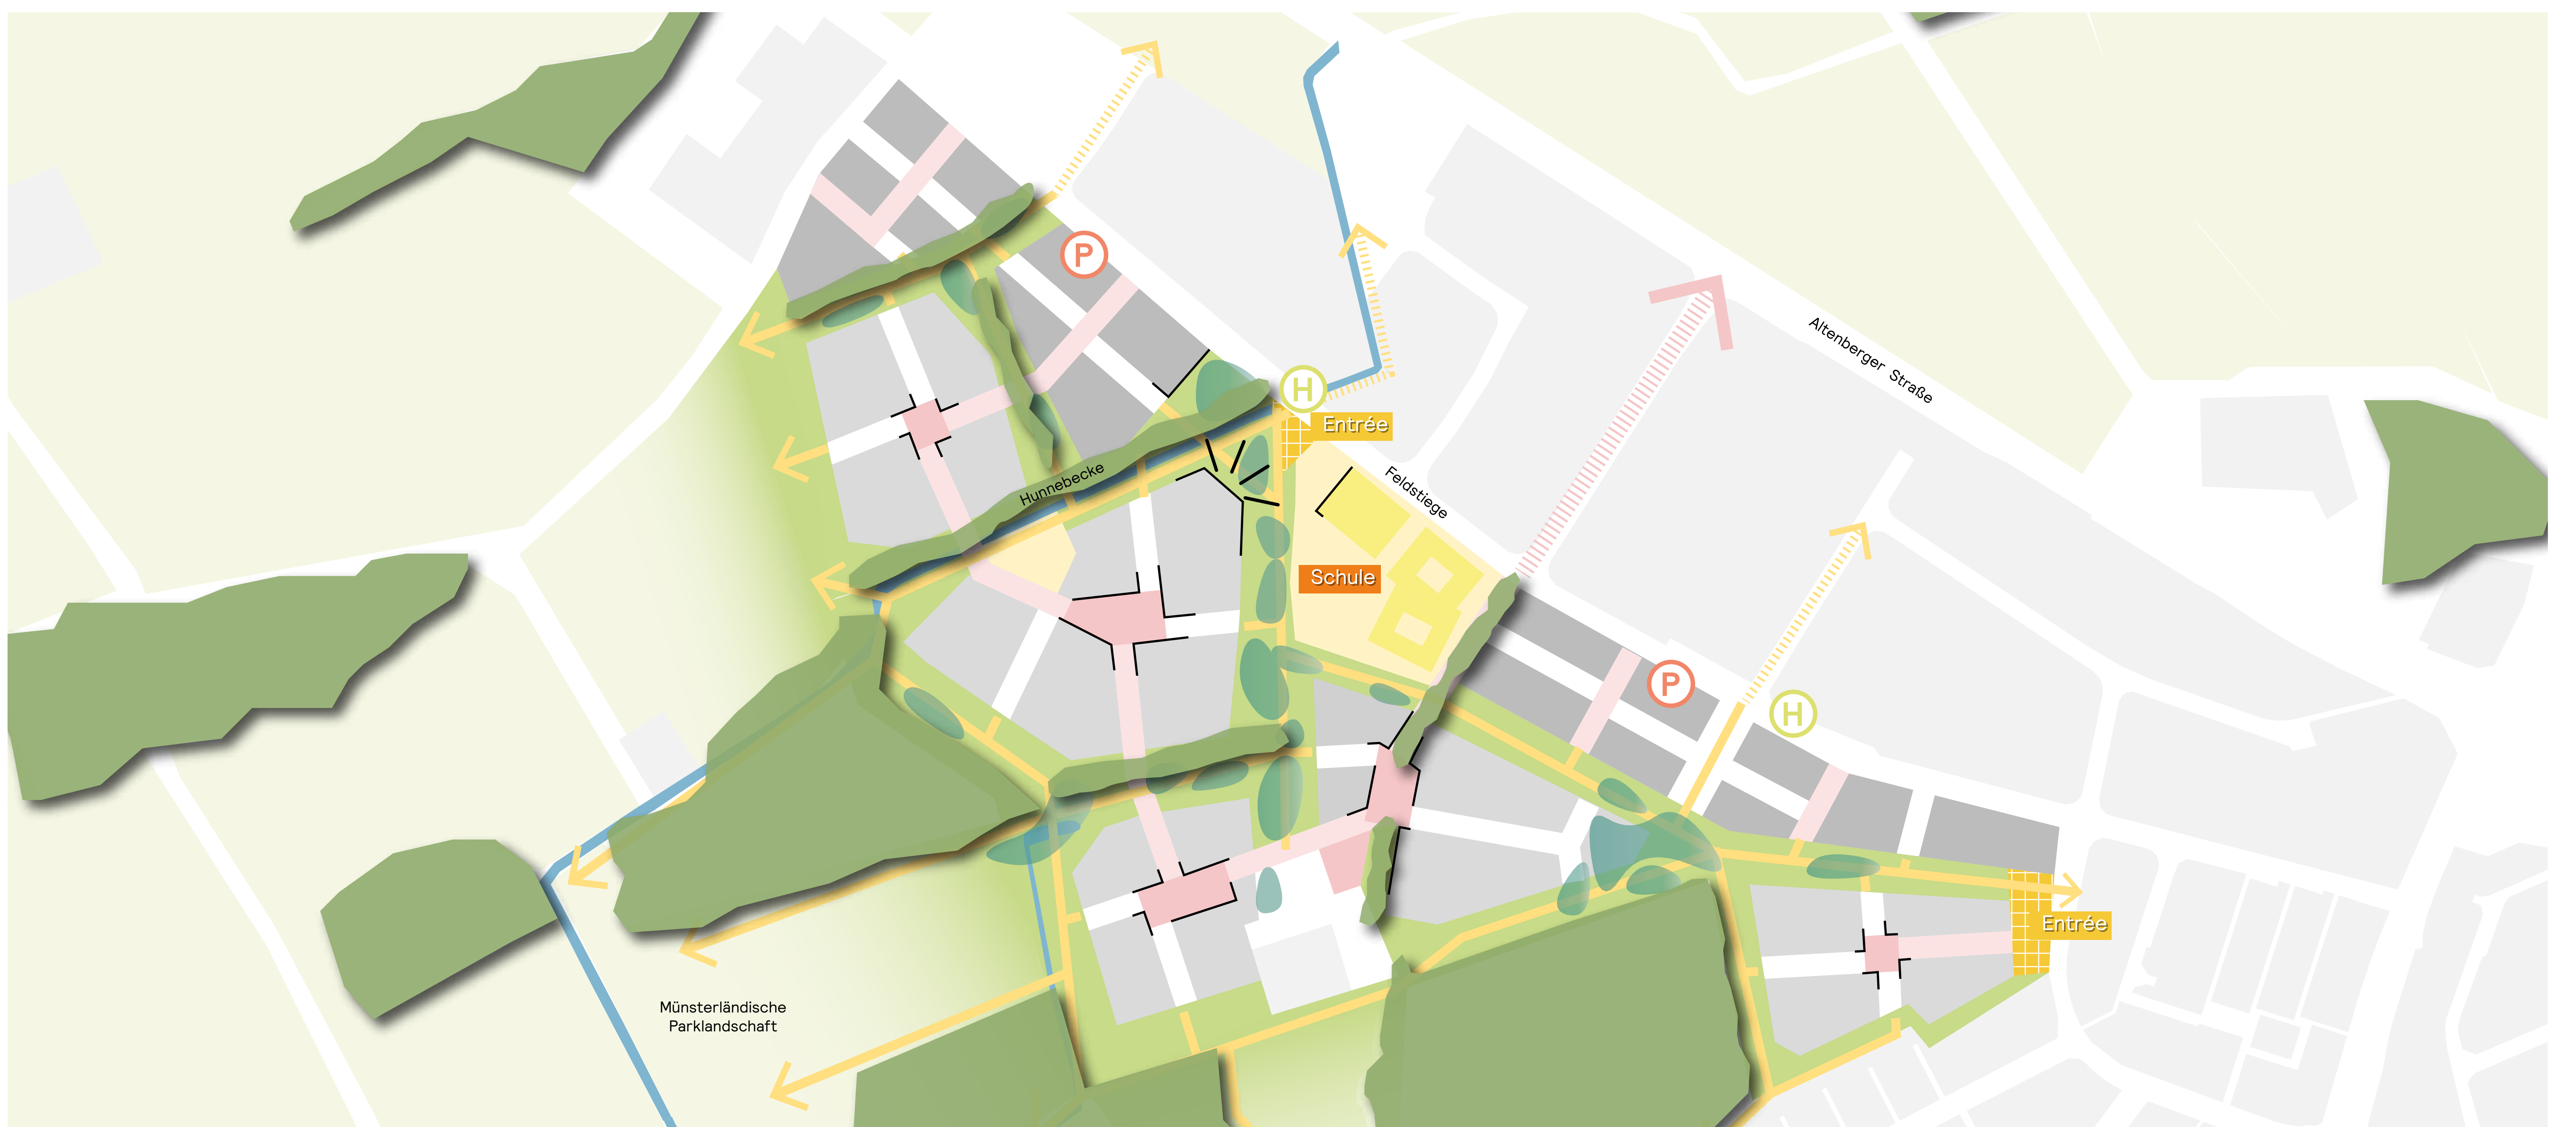 P
Altenberger Straße
H
Entrée
Hunnebecke
Feldstiege
Schule
P
H
Entrée
Münsterländische
Parklandschaft